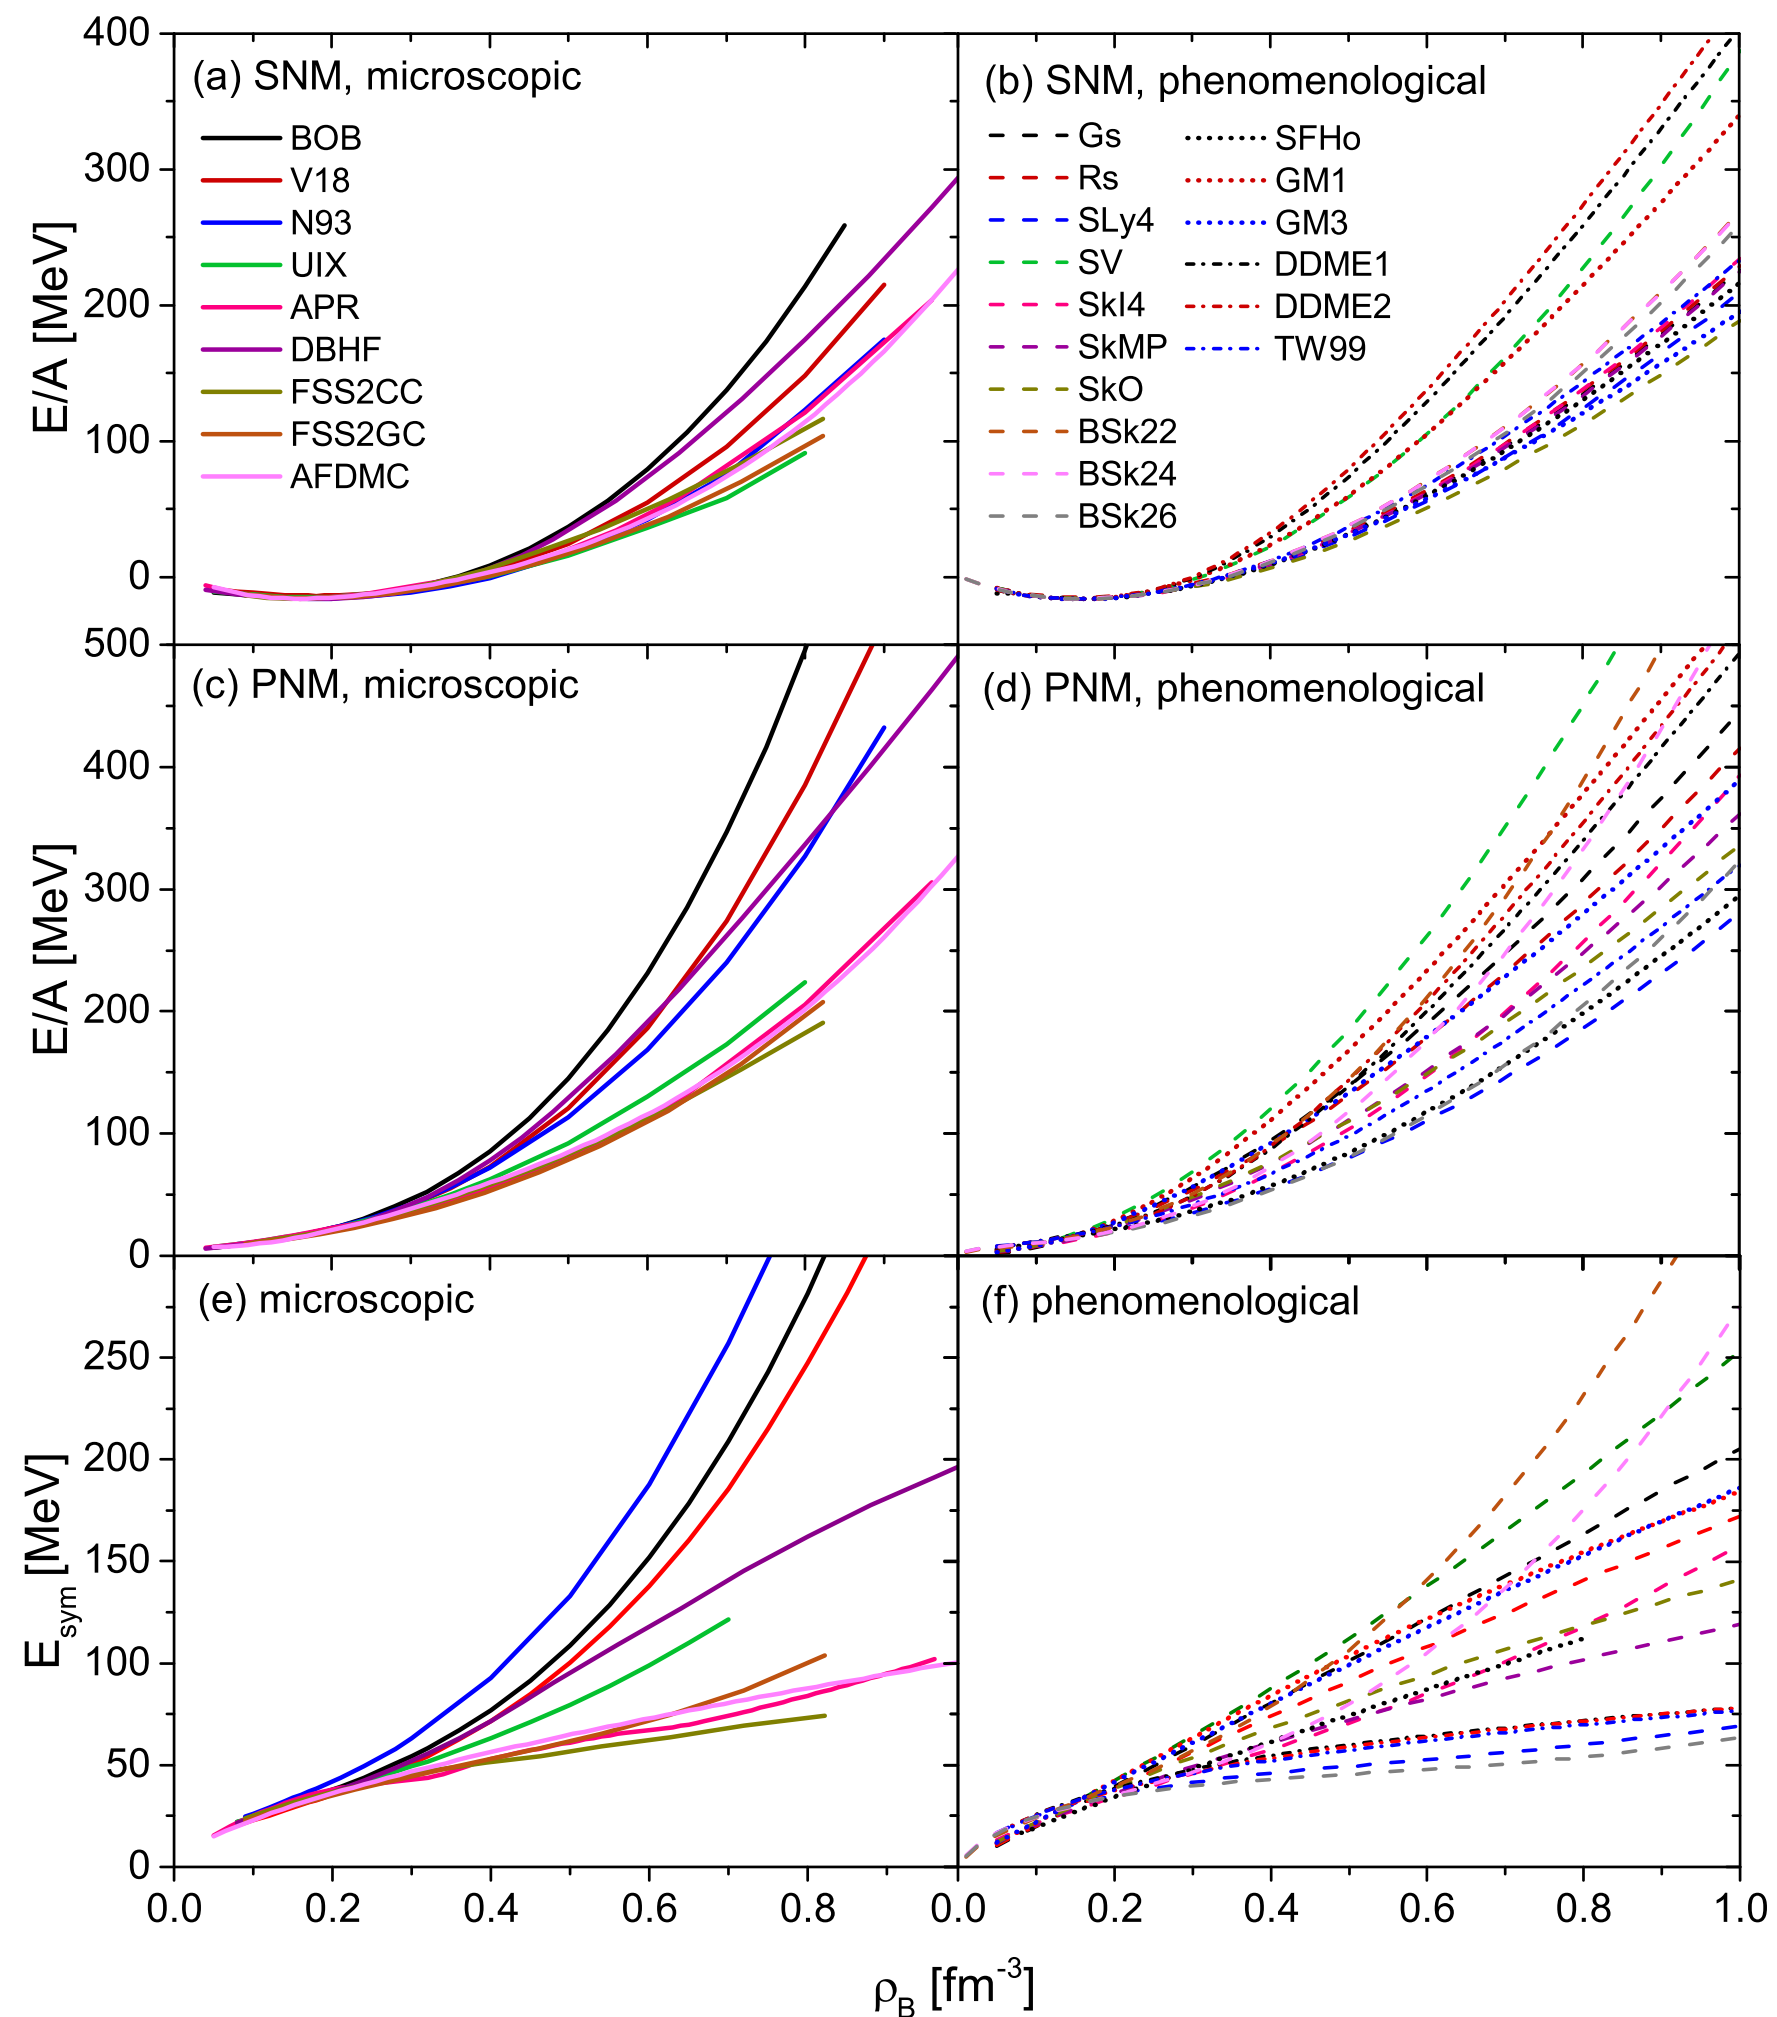 400
300
200
100
0
E/A [MeV]
(a) SNM, microscopic
BOB
V18
N93
UIX
APR
DBHF
FSS2CC
FSS2GC
AFDMC
(b) SNM, phenomenological
Gs
Rs
SLy4
SV
SkI4
SkMP
SkO
BSk22
BSk24
BSk26
SFHo
GM1
GM3
DDME1
DDME2
TW99
500
400
300
200
100
0
E/A [MeV]
(c) PNM, microscopic
(d) PNM, phenomenological
250
200
150
100
50
0
E_sym [MeV]
(e) microscopic
(f) phenomenological
0.0 0.2 0.4 0.6 0.8 0.0 0.2 0.4 0.6 0.8 1.0
ρ_B [fm⁻³]